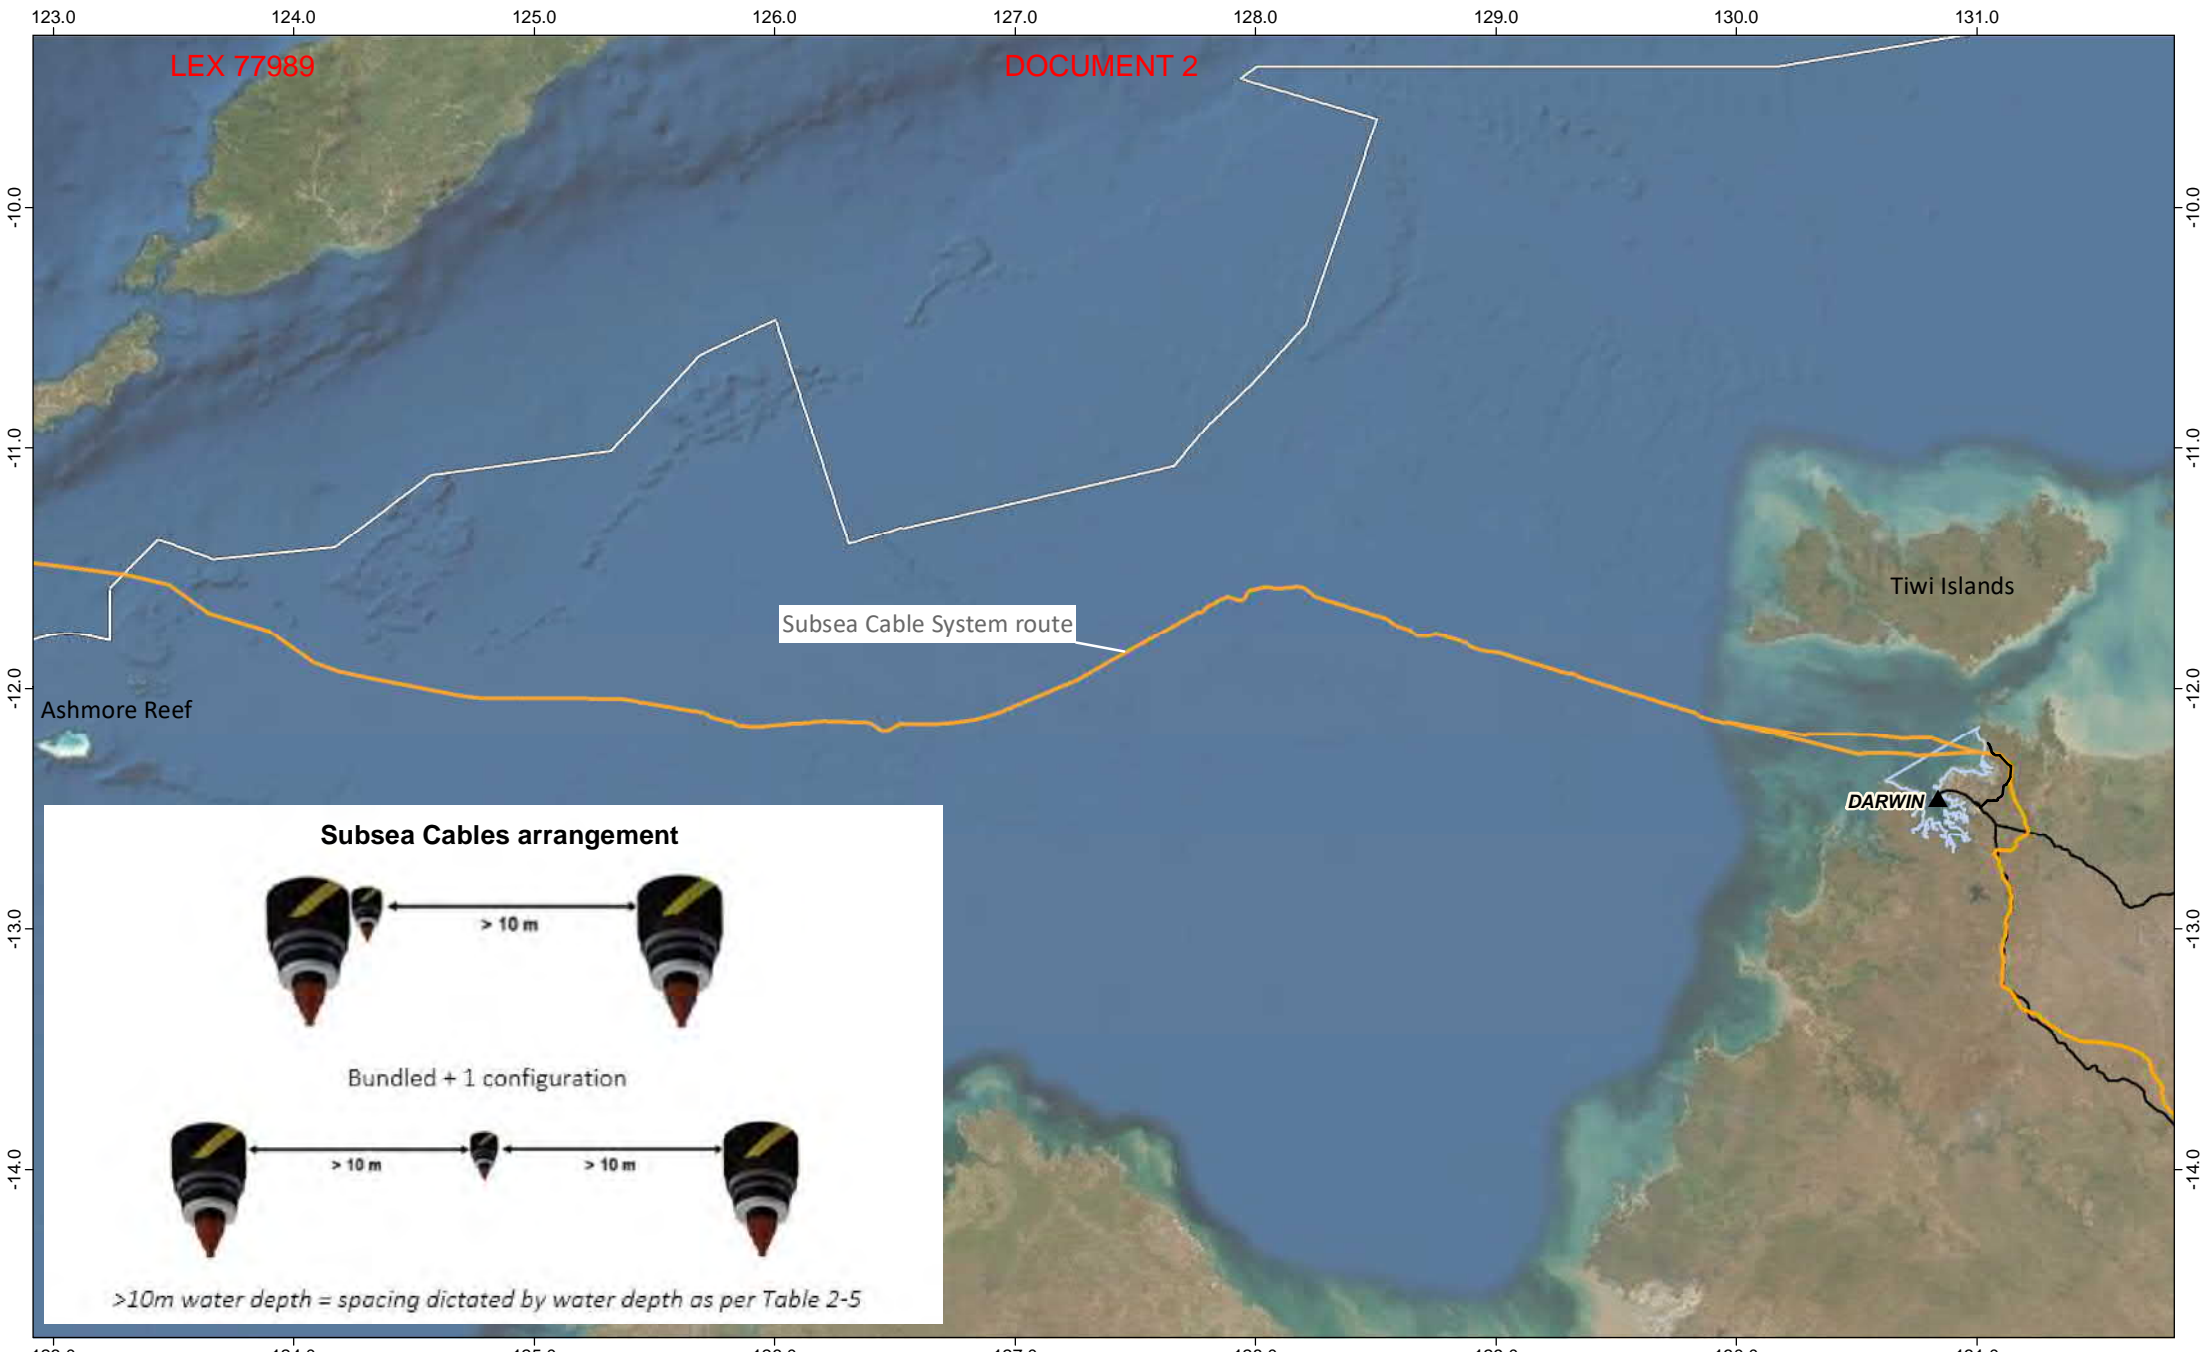 123.0 124.0 125.0 126.0 127.0 128.0 129.0 130.0 131.0
LEX 77989 DOCUMENT 2
-10.0 -10.0
-11.0 -11.0
Tiwi Islands
Subsea Cable System route
-12.0 -12.0
Ashmore Reef
DARWIN
Subsea Cables arrangement
> 10 m
-13.0 -13.0
Bundled + 1 configuration
> 10 m > 10 m
-14.0 -14.0
>10m water depth = spacing dictated by water depth as per Table 2-5